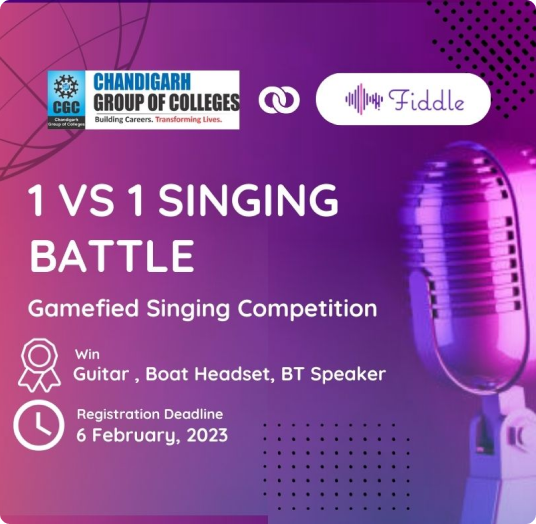 CGC
Chandigarh
Group of Colleges
CHANDIGARH
GROUP OF COLLEGES
Building Careers. Transforming Lives.
Fiddle
1 VS 1 SINGING
BATTLE
Gamefied Singing Competition
Win
Guitar , Boat Headset, BT Speaker
Registration Deadline
6 February, 2023